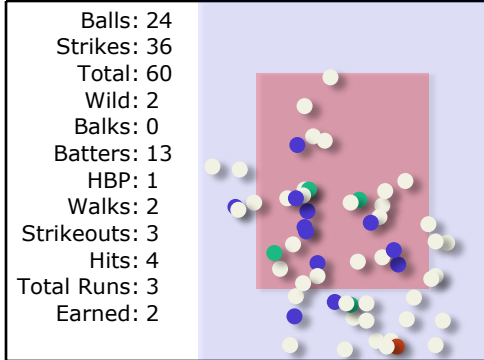 Balls: 24
Strikes: 36
Total: 60
Wild: 2
Balks: 0
Batters: 13
HBP: 1
Walks: 2
Strikeouts: 3
Hits: 4
Total Runs: 3
Earned: 2